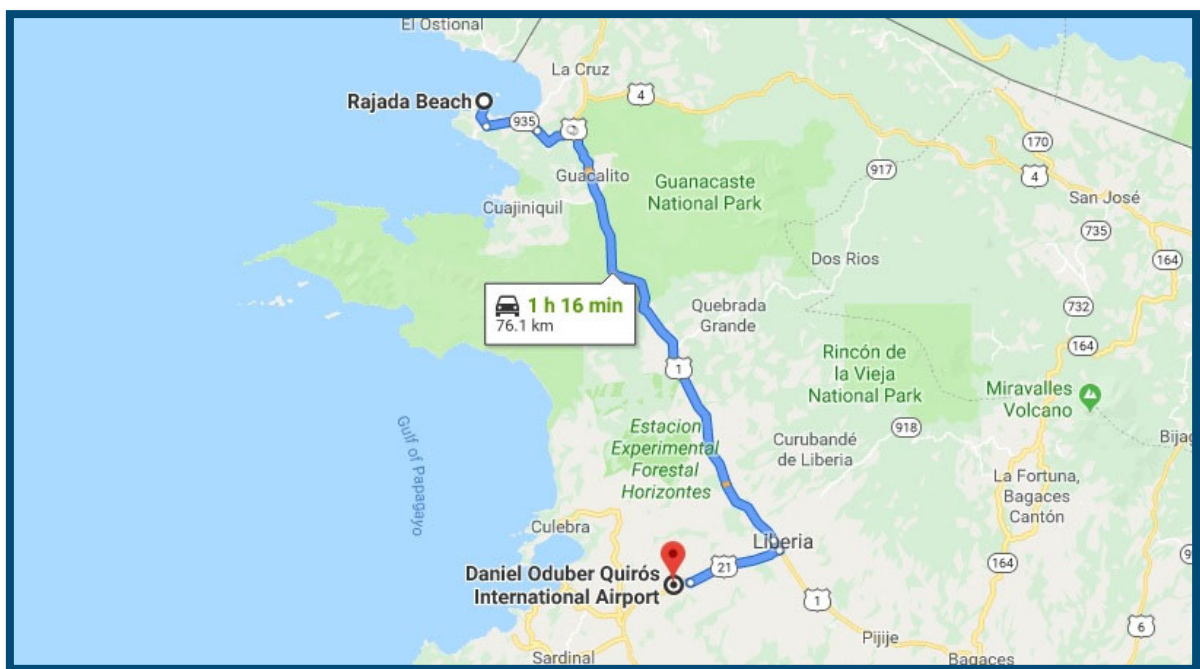 El Ostional
La Cruz
4
Rajada Beach
935
170
917
4
Guacalito
Guanacaste
National Park
San José
Cuajiniquil
735
164
Dos Rios
1 h 16 min
76.1 km
Quebrada
Grande
732
164
1
Rincón de
la Vieja
National Park
Miravalles
Volcano
Gulf of Papagayo
Estacion
Experimental
Forestal
Horizontes
918
Curubandé
de Liberia
La Fortuna,
Bagaces
Cantón
Culebra
Liberia
21
Daniel Oduber Quirós
International Airport
1
6
Pijije
Sardinal
Bagaces